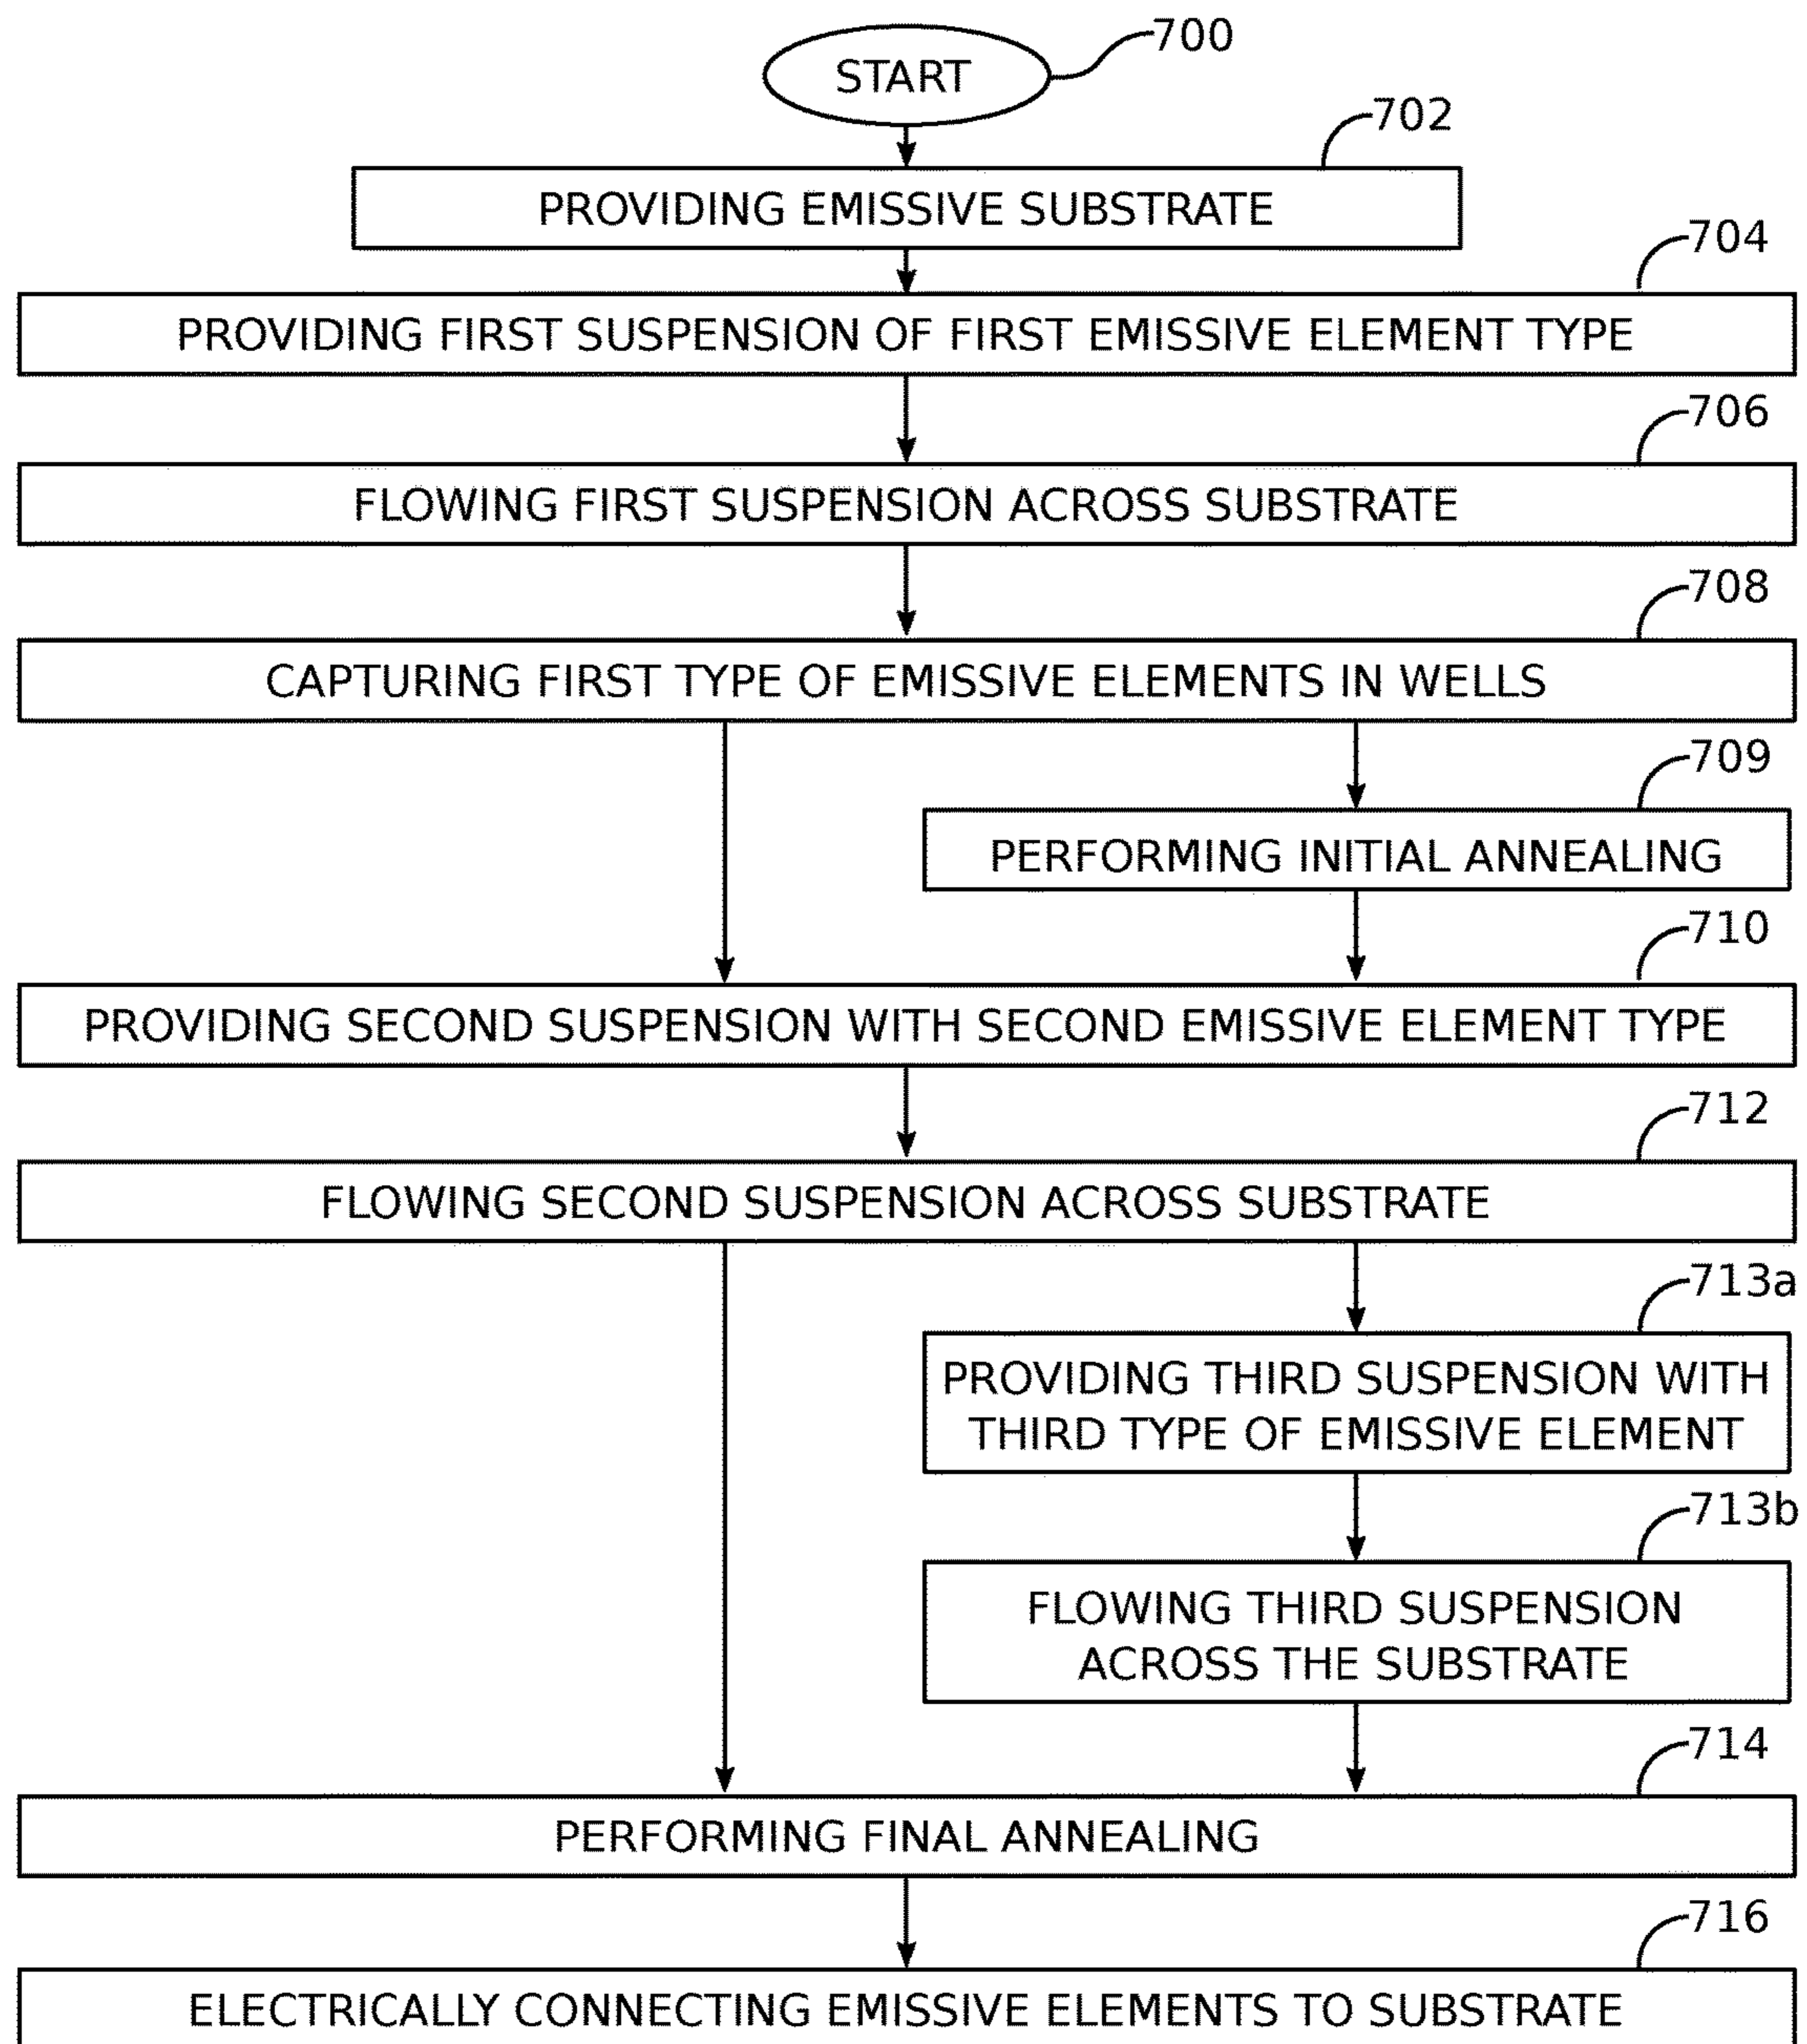 700
START
702
PROVIDING EMISSIVE SUBSTRATE
704
PROVIDING FIRST SUSPENSION OF FIRST EMISSIVE ELEMENT TYPE
706
FLOWING FIRST SUSPENSION ACROSS SUBSTRATE
708
CAPTURING FIRST TYPE OF EMISSIVE ELEMENTS IN WELLS
709
PERFORMING INITIAL ANNEALING
710
PROVIDING SECOND SUSPENSION WITH SECOND EMISSIVE ELEMENT TYPE
712
FLOWING SECOND SUSPENSION ACROSS SUBSTRATE
713a
PROVIDING THIRD SUSPENSION WITH
THIRD TYPE OF EMISSIVE ELEMENT
713b
FLOWING THIRD SUSPENSION
ACROSS THE SUBSTRATE
714
PERFORMING FINAL ANNEALING
716
ELECTRICALLY CONNECTING EMISSIVE ELEMENTS TO SUBSTRATE